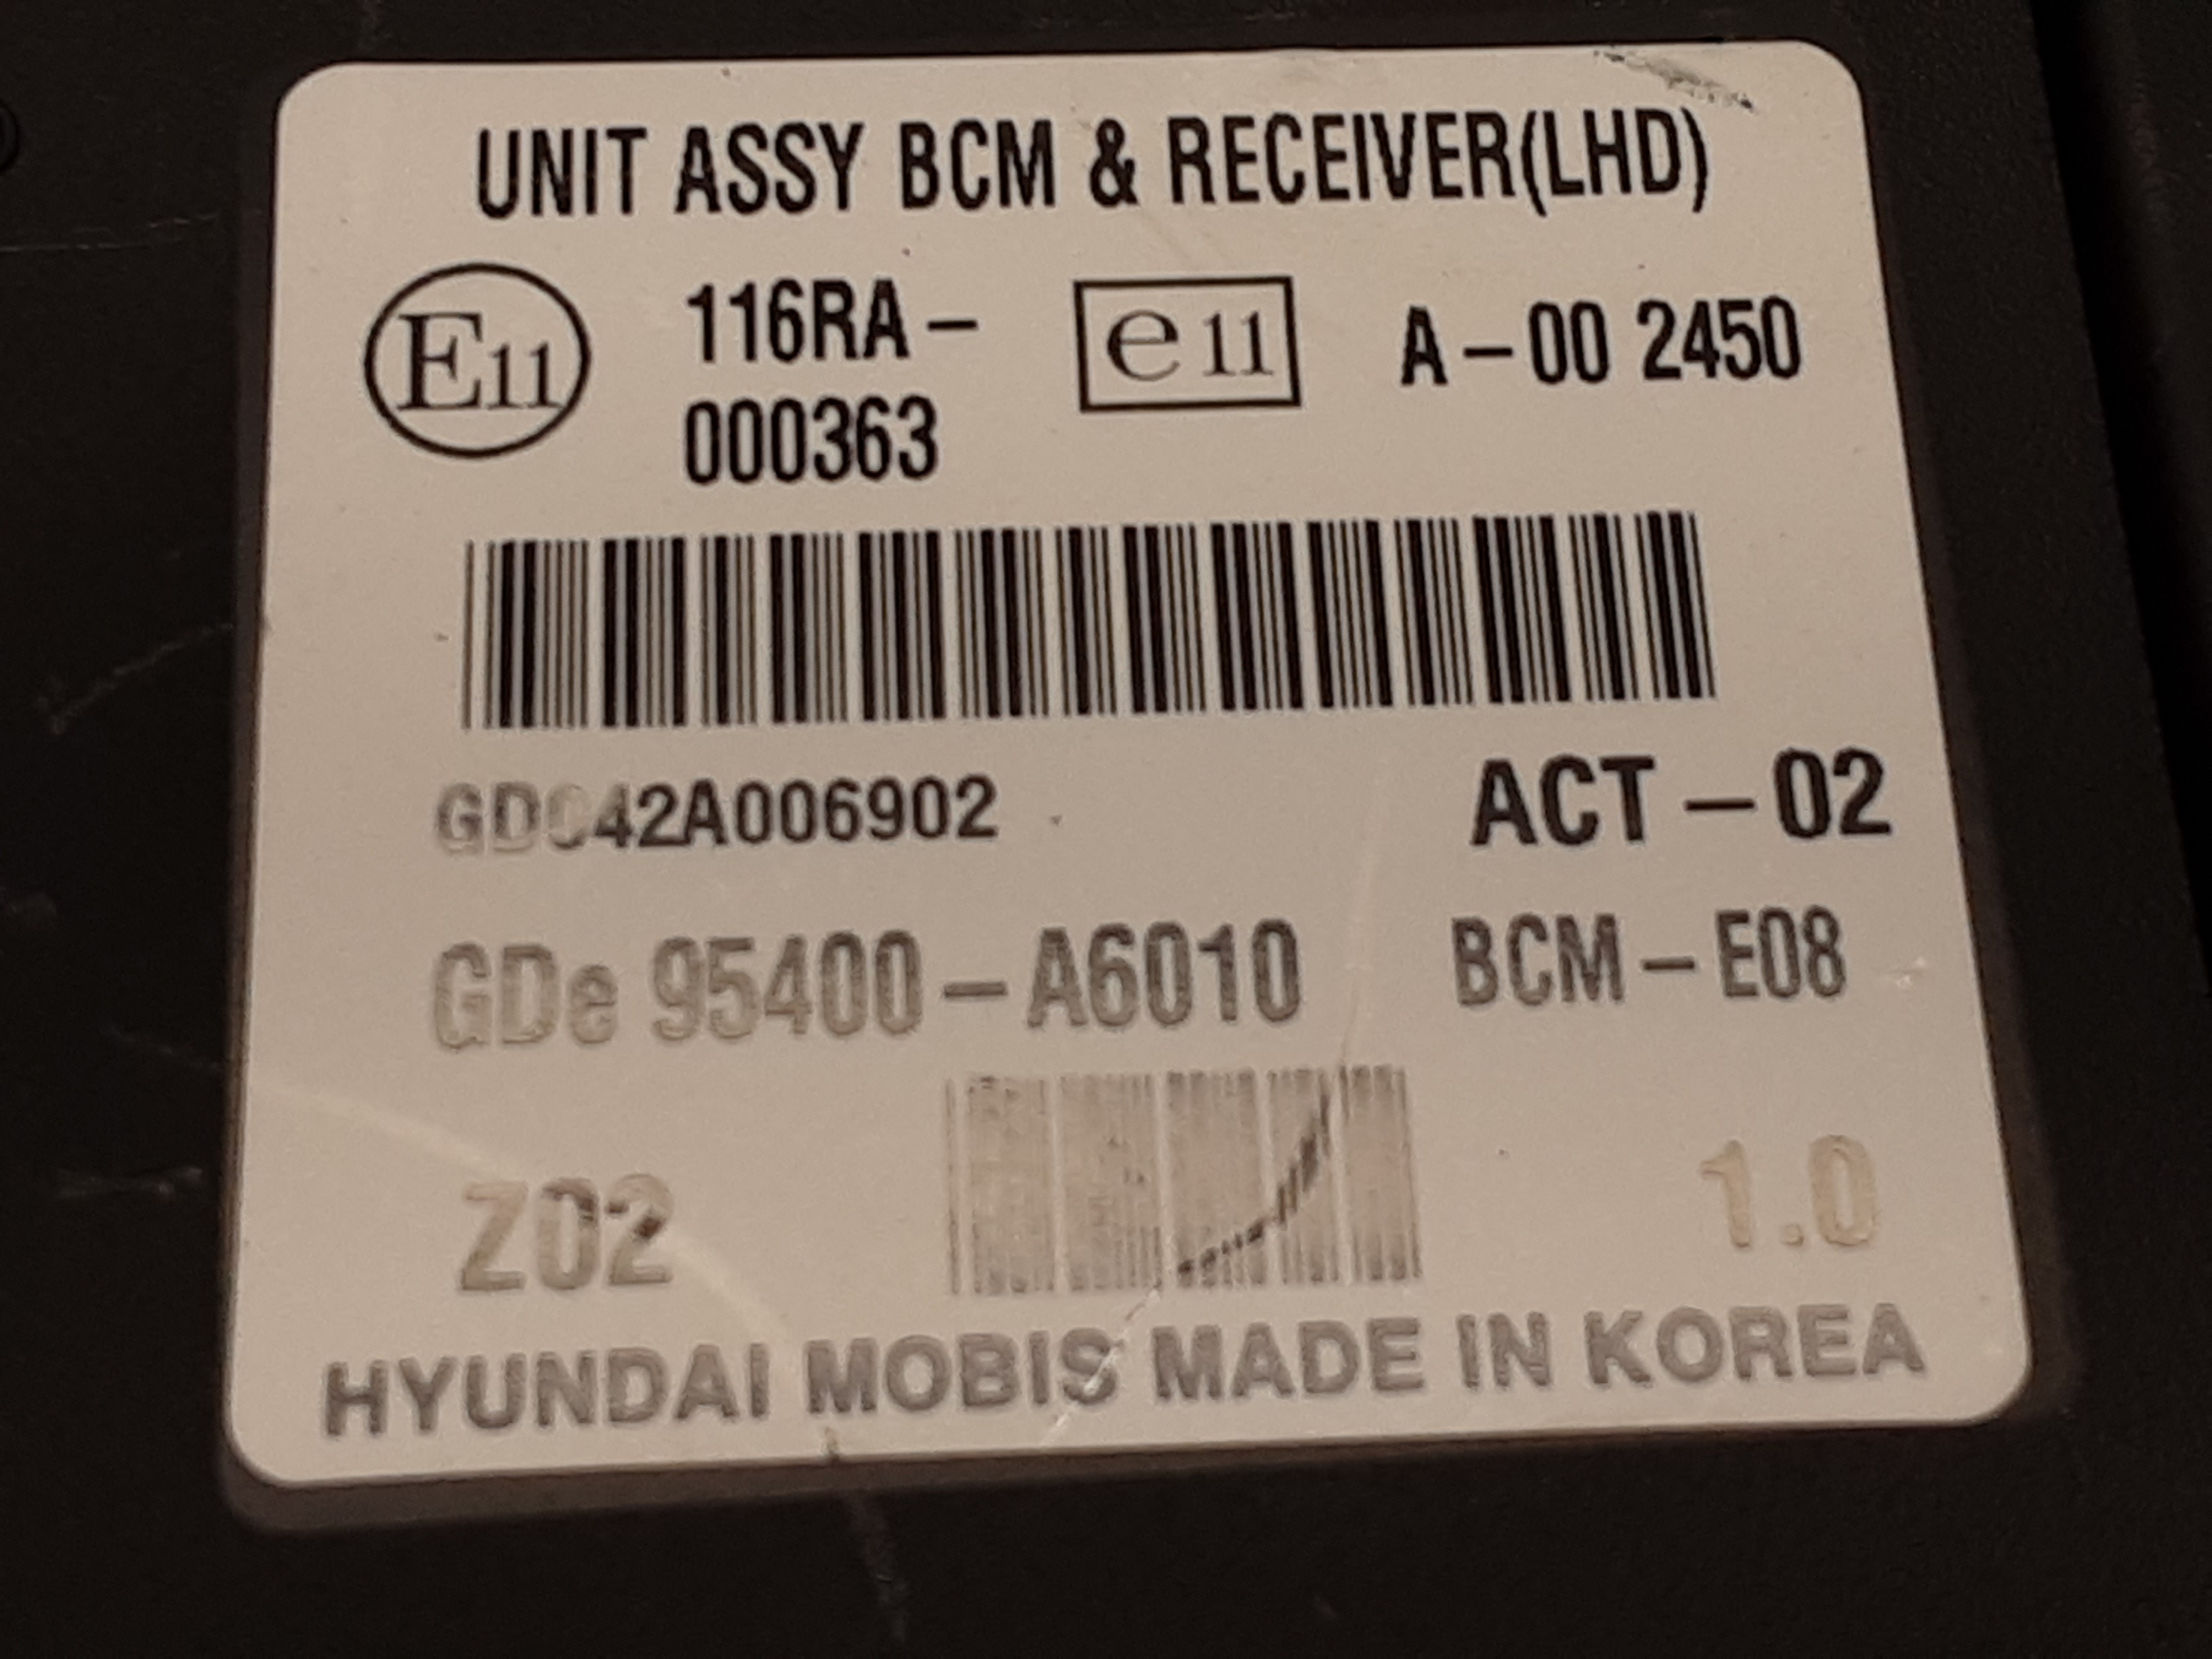 UNIT ASSY BCM & RECEIVER(LHD)
E11 116RA-000363 e11 A-00 2450
ACT-02
GDe 95400-A6010 BCM-E08
Z02 1.0
HYUNDAI MOBIS MADE IN KOREA